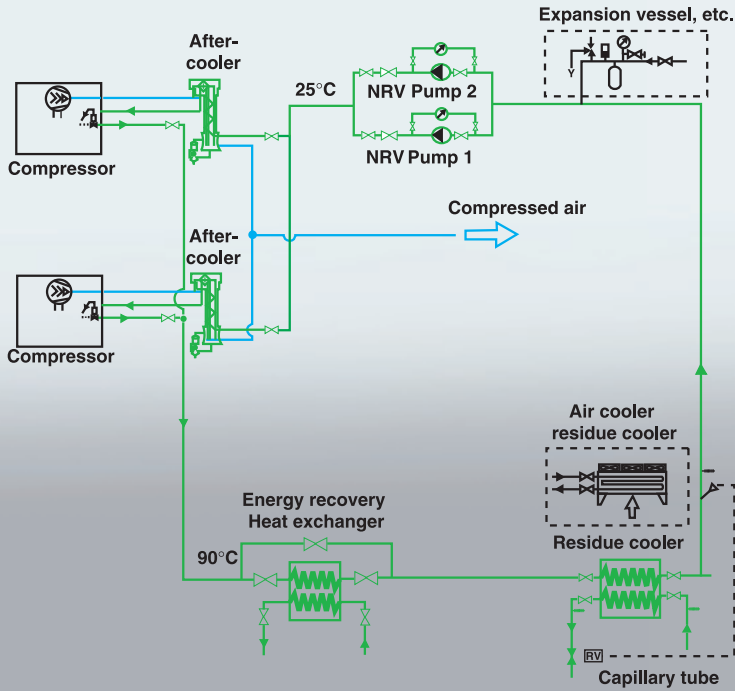 Expansion vessel, etc.
After-
cooler
25°C
NRV Pump 2
Y
NRV Pump 1
Compressor
Compressed air
After-
cooler
Compressor
Air cooler
residue cooler
Energy recovery
Heat exchanger
Residue cooler
90°C
RV
Capillary tube